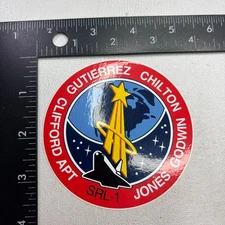 GUTIERREZ CHILTON
CLIFFORD APT
JONES GODWIN
SRL-1